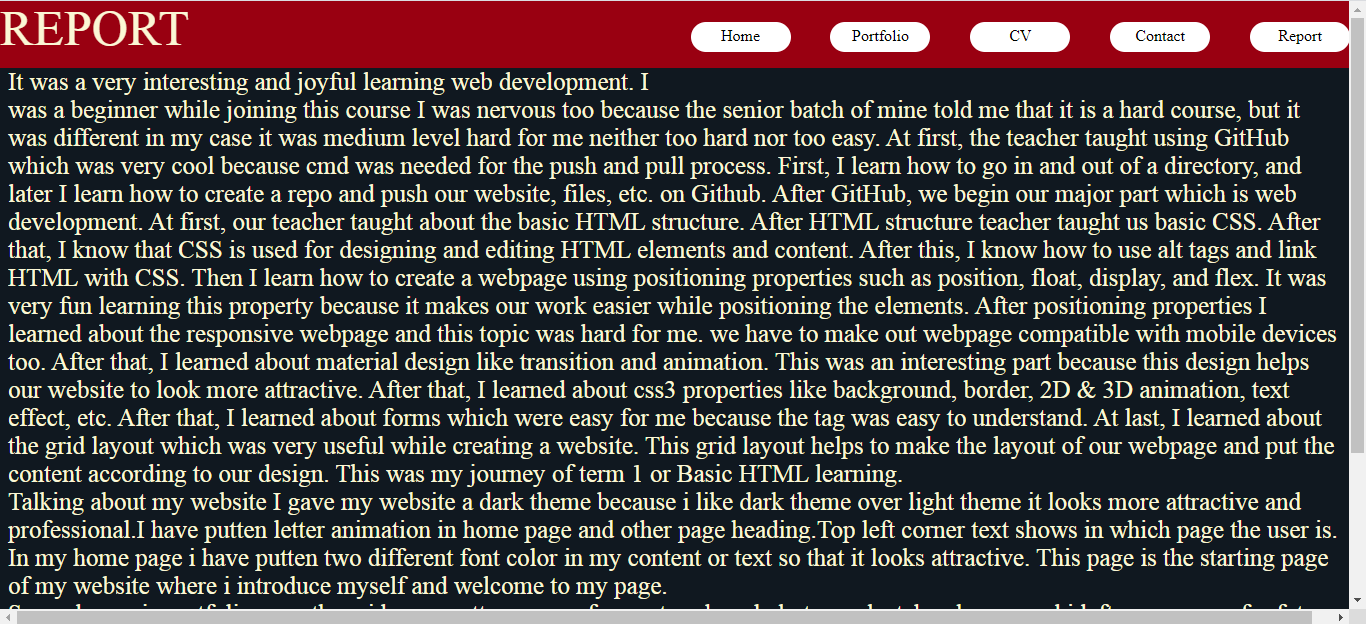 REPORT
Home Portfolio CV Contact Report
It was a very interesting and joyful learning web development. I
was a beginner while joining this course I was nervous too because the senior batch of mine told me that it is a hard course, but it
was different in my case it was medium level hard for me neither too hard nor too easy. At first, the teacher taught using GitHub
which was very cool because cmd was needed for the push and pull process. First, I learn how to go in and out of a directory, and
later I learn how to create a repo and push our website, files, etc. on Github. After GitHub, we begin our major part which is web
development. At first, our teacher taught about the basic HTML structure. After HTML structure teacher taught us basic CSS. After
that, I know that CSS is used for designing and editing HTML elements and content. After this, I know how to use alt tags and link
HTML with CSS. Then I learn how to create a webpage using positioning properties such as position, float, display, and flex. It was
very fun learning this property because it makes our work easier while positioning the elements. After positioning properties I
learned about the responsive webpage and this topic was hard for me. we have to make out webpage compatible with mobile devices
too. After that, I learned about material design like transition and animation. This was an interesting part because this design helps
our website to look more attractive. After that, I learned about css3 properties like background, border, 2D & 3D animation, text
effect, etc. After that, I learned about forms which were easy for me because the tag was easy to understand. At last, I learned about
the grid layout which was very useful while creating a website. This grid layout helps to make the layout of our webpage and put the
content according to our design. This was my journey of term 1 or Basic HTML learning.
Talking about my website I gave my website a dark theme because i like dark theme over light theme it looks more attractive and
professional.I have putten letter animation in home page and other page heading.Top left corner text shows in which page the user is.
In my home page i have putten two different font color in my content or text so that it looks attractive. This page is the starting page
of my website where i introduce myself and welcome to my page.